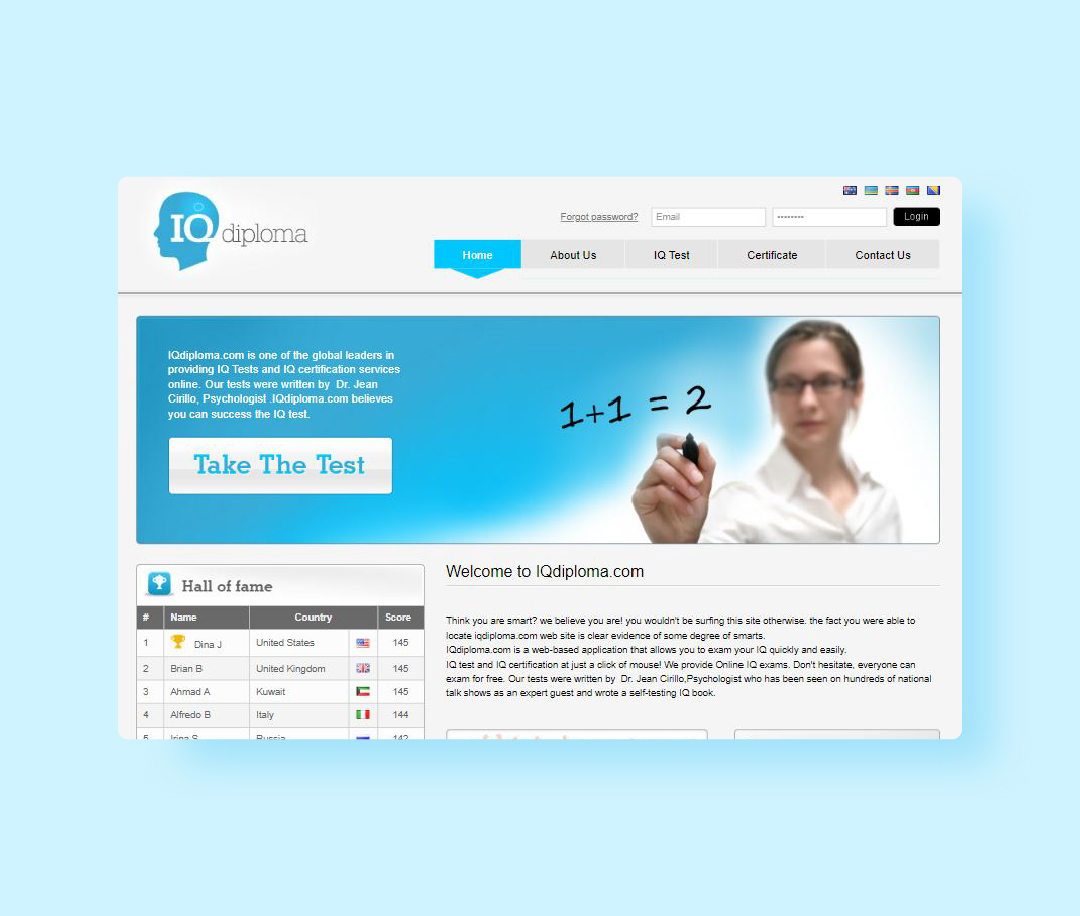 IQ diploma
Forgot password?
Email
--------
Login
Home
About Us
IQ Test
Certificate
Contact Us
IQdiploma.com is one of the global leaders in
providing IQ Tests and IQ certification services
online. Our tests were written by Dr. Jean
Cirillo, Psychologist .IQdiploma.com believes
you can success the IQ test.
Take The Test
1+1 = 2
Hall of fame
# Name Country Score
1 Dina J United States 145
2 Brian B United Kingdom 145
3 Ahmad A Kuwait 145
4 Alfredo B Italy 144
5 Irina S Russia 142
Welcome to IQdiploma.com
Think you are smart? we believe you are! you wouldn't be surfing this site otherwise. the fact you were able to
locate iqdiploma.com web site is clear evidence of some degree of smarts.
IQdiploma.com is a web-based application that allows you to exam your IQ quickly and easily.
IQ test and IQ certification at just a click of mouse! We provide Online IQ exams. Don't hesitate, everyone can
exam for free. Our tests were written by Dr. Jean Cirillo,Psychologist who has been seen on hundreds of national
talk shows as an expert guest and wrote a self-testing IQ book.